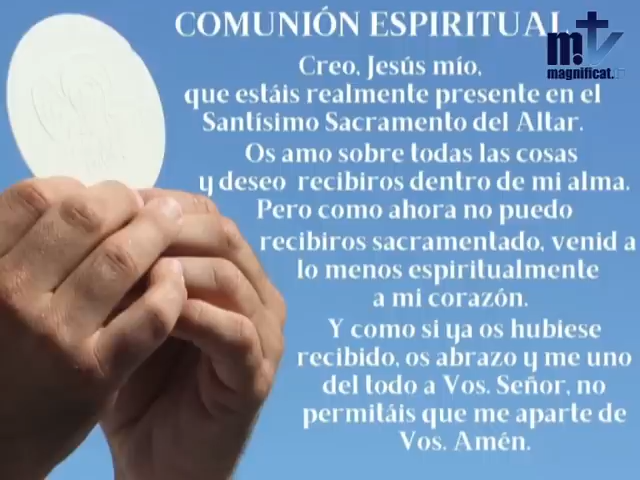 COMUNIÓN ESPIRITUAL
mtv
magnificat.
Creo, Jesús mío,
que estáis realmente presente en el
Santísimo Sacramento del Altar.
Os amo sobre todas las cosas
y deseo recibiros dentro de mi alma.
Pero como ahora no puedo
recibiros sacramentado, venid a
lo menos espiritualmente
a mi corazón.
Y como si ya os hubiese
recibido, os abrazo y me uno
del todo a Vos. Señor, no
permitáis que me aparte de
Vos. Amén.